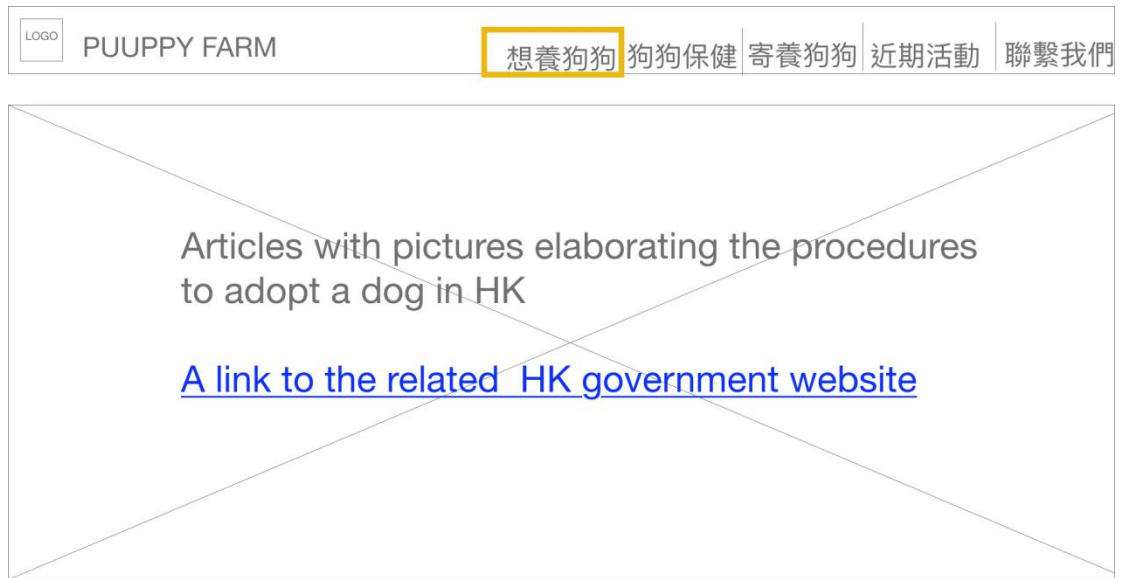 LOGO
PUUPPY FARM
想養狗狗 狗狗保健 寄養狗狗 近期活動 聯繫我們
Articles with pictures elaborating the procedures
to adopt a dog in HK
A link to the related  HK government website